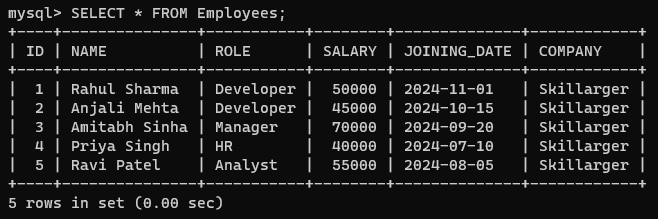 mysql> SELECT * FROM Employees;
+----+---------------+-----------+--------+--------------+------------+
| ID | NAME          | ROLE      | SALARY | JOINING_DATE | COMPANY    |
+----+---------------+-----------+--------+--------------+------------+
|  1 | Rahul Sharma  | Developer |  50000 | 2024-11-01   | Skillarger |
|  2 | Anjali Mehta  | Developer |  45000 | 2024-10-15   | Skillarger |
|  3 | Amitabh Sinha | Manager   |  70000 | 2024-09-20   | Skillarger |
|  4 | Priya Singh   | HR        |  40000 | 2024-07-10   | Skillarger |
|  5 | Ravi Patel    | Analyst   |  55000 | 2024-08-05   | Skillarger |
+----+---------------+-----------+--------+--------------+------------+
5 rows in set (0.00 sec)